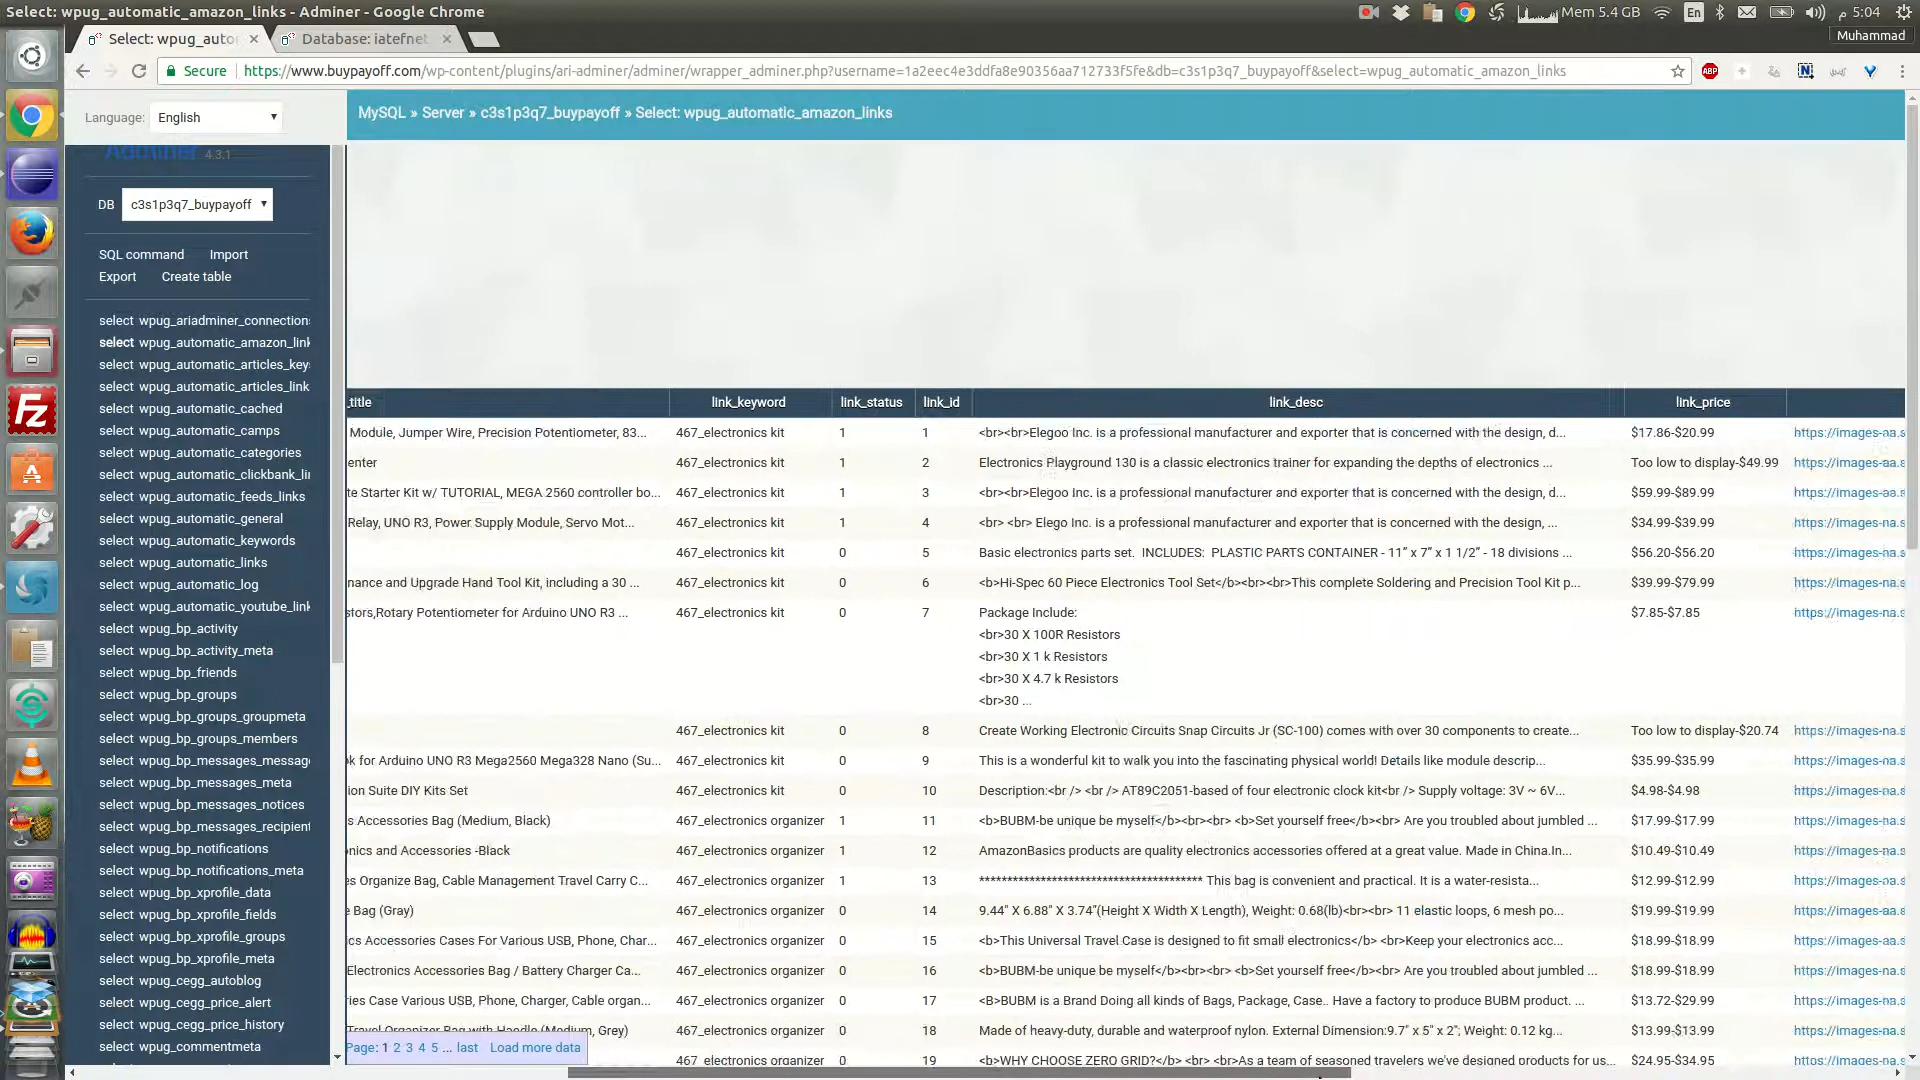 Select: wpug_automatic_amazon_links - Adminer - Google Chrome
Mem 5.4 GB En 5:04 م
Muhammad
Select: wpug_auto
Database: iatefnet
Secure https://www.buypayoff.com/wp-content/plugins/ari-adminer/adminer/wrapper_adminer.php?username=1a2eec4e3ddfa8e90356aa712733f5fe&db=c3s1p3q7_buypayoff&select=wpug_automatic_amazon_links
ABP
Language: English
MySQL » Server » c3s1p3q7_buypayoff » Select: wpug_automatic_amazon_links
Adminer 4.3.1
DB c3s1p3q7_buypayoff
SQL command Import
Export Create table
select wpug_ariadminer_connections
select wpug_automatic_amazon_link
select wpug_automatic_articles_key
select wpug_automatic_articles_link
select wpug_automatic_cached
select wpug_automatic_camps
select wpug_automatic_categories
select wpug_automatic_clickbank_li
select wpug_automatic_feeds_links
select wpug_automatic_general
select wpug_automatic_keywords
select wpug_automatic_links
select wpug_automatic_log
select wpug_automatic_youtube_link
select wpug_bp_activity
select wpug_bp_activity_meta
select wpug_bp_friends
select wpug_bp_groups
select wpug_bp_groups_groupmeta
select wpug_bp_groups_members
select wpug_bp_messages_message
select wpug_bp_messages_meta
select wpug_bp_messages_notices
select wpug_bp_messages_recipient
select wpug_bp_notifications
select wpug_bp_notifications_meta
select wpug_bp_xprofile_data
select wpug_bp_xprofile_fields
select wpug_bp_xprofile_groups
select wpug_bp_xprofile_meta
select wpug_cegg_autoblog
select wpug_cegg_price_alert
select wpug_cegg_price_history
select wpug_commentmeta
_title link_keyword link_status link_id link_desc link_price
Module, Jumper Wire, Precision Potentiometer, 83... 467_electronics kit 1 1 <br><br>Elegoo Inc. is a professional manufacturer and exporter that is concerned with the design, d... $17.86-$20.99 https://images-na.s
enter 467_electronics kit 1 2 Electronics Playground 130 is a classic electronics trainer for expanding the depths of electronics ... Too low to display-$49.99 https://images-na.s
te Starter Kit w/ TUTORIAL, MEGA 2560 controller bo... 467_electronics kit 1 3 <br><br>Elegoo Inc. is a professional manufacturer and exporter that is concerned with the design, d... $59.99-$89.99 https://images-na.s
Relay, UNO R3, Power Supply Module, Servo Mot... 467_electronics kit 1 4 <br> <br> Elego Inc. is a professional manufacturer and exporter that is concerned with the design, ... $34.99-$39.99 https://images-na.s
467_electronics kit 0 5 Basic electronics parts set. INCLUDES: PLASTIC PARTS CONTAINER - 11” x 7” x 1 1/2” - 18 divisions ... $56.20-$56.20 https://images-na.s
nance and Upgrade Hand Tool Kit, including a 30 ... 467_electronics kit 0 6 <b>Hi-Spec 60 Piece Electronics Tool Set</b><br><br>This complete Soldering and Precision Tool Kit p... $39.99-$79.99 https://images-na.s
stors,Rotary Potentiometer for Arduino UNO R3 ... 467_electronics kit 0 7 Package Include: $7.85-$7.85 https://images-na.s
<br>30 X 100R Resistors
<br>30 X 1 k Resistors
<br>30 X 4.7 k Resistors
<br>30 ...
467_electronics kit 0 8 Create Working Electronic Circuits Snap Circuits Jr (SC-100) comes with over 30 components to create... Too low to display-$20.74 https://images-na.s
k for Arduino UNO R3 Mega2560 Mega328 Nano (Su... 467_electronics kit 0 9 This is a wonderful kit to walk you into the fascinating physical world! Details like module descrip... $35.99-$35.99 https://images-na.s
ion Suite DIY Kits Set 467_electronics kit 0 10 Description:<br /> <br /> AT89C2051-based of four electronic clock kit<br /> Supply voltage: 3V ~ 6V... $4.98-$4.98 https://images-na.s
s Accessories Bag (Medium, Black) 467_electronics organizer 1 11 <b>BUBM-be unique be myself</b><br><br> <b>Set yourself free</b><br> Are you troubled about jumbled ... $17.99-$17.99 https://images-na.s
onics and Accessories -Black 467_electronics organizer 1 12 AmazonBasics products are quality electronics accessories offered at a great value. Made in China.In... $10.49-$10.49 https://images-na.s
es Organize Bag, Cable Management Travel Carry C... 467_electronics organizer 1 13 **************************************** This bag is convenient and practical. It is a water-resista... $12.99-$12.99 https://images-na.s
e Bag (Gray) 467_electronics organizer 0 14 9.44" X 6.88" X 3.74"(Height X Width X Length), Weight: 0.68(lb)<br><br> 11 elastic loops, 6 mesh po... $19.99-$19.99 https://images-na.s
cs Accessories Cases For Various USB, Phone, Char... 467_electronics organizer 0 15 <b>This Universal Travel Case is designed to fit small electronics</b> <br>Keep your electronics acc... $18.99-$18.99 https://images-na.s
Electronics Accessories Bag / Battery Charger Ca... 467_electronics organizer 0 16 <b>BUBM-be unique be myself</b><br><br> <b>Set yourself free</b><br> Are you troubled about jumbled ... $18.99-$18.99 https://images-na.s
ries Case Various USB, Phone, Charger, Cable organ... 467_electronics organizer 0 17 <B>BUBM is a Brand Doing all kinds of Bags, Package, Case.. Have a factory to produce BUBM product. ... $13.72-$29.99 https://images-na.s
Travel Organizer Bag with Handle (Medium, Grey) 467_electronics organizer 0 18 Made of heavy-duty, durable and waterproof nylon. External Dimension:9.7" x 5" x 2"; Weight: 0.12 kg... $13.99-$13.99 https://images-na.s
467_electronics organizer 0 19 <b>WHY CHOOSE ZERO GRID?</b> <br> <br>As a team of seasoned travelers we've designed products for us... $24.95-$34.95 https://images-na.s
Page: 1 2 3 4 5 ... last Load more data